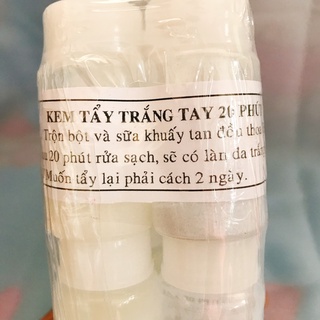 KEM TẨY TRẮNG TAY 20 PHÚT
Trộn bột và sữa khuấy tan đều thoa
20 phút rửa sạch, sẽ có làn da
Muốn tẩy lại phải cách 2 ngày.